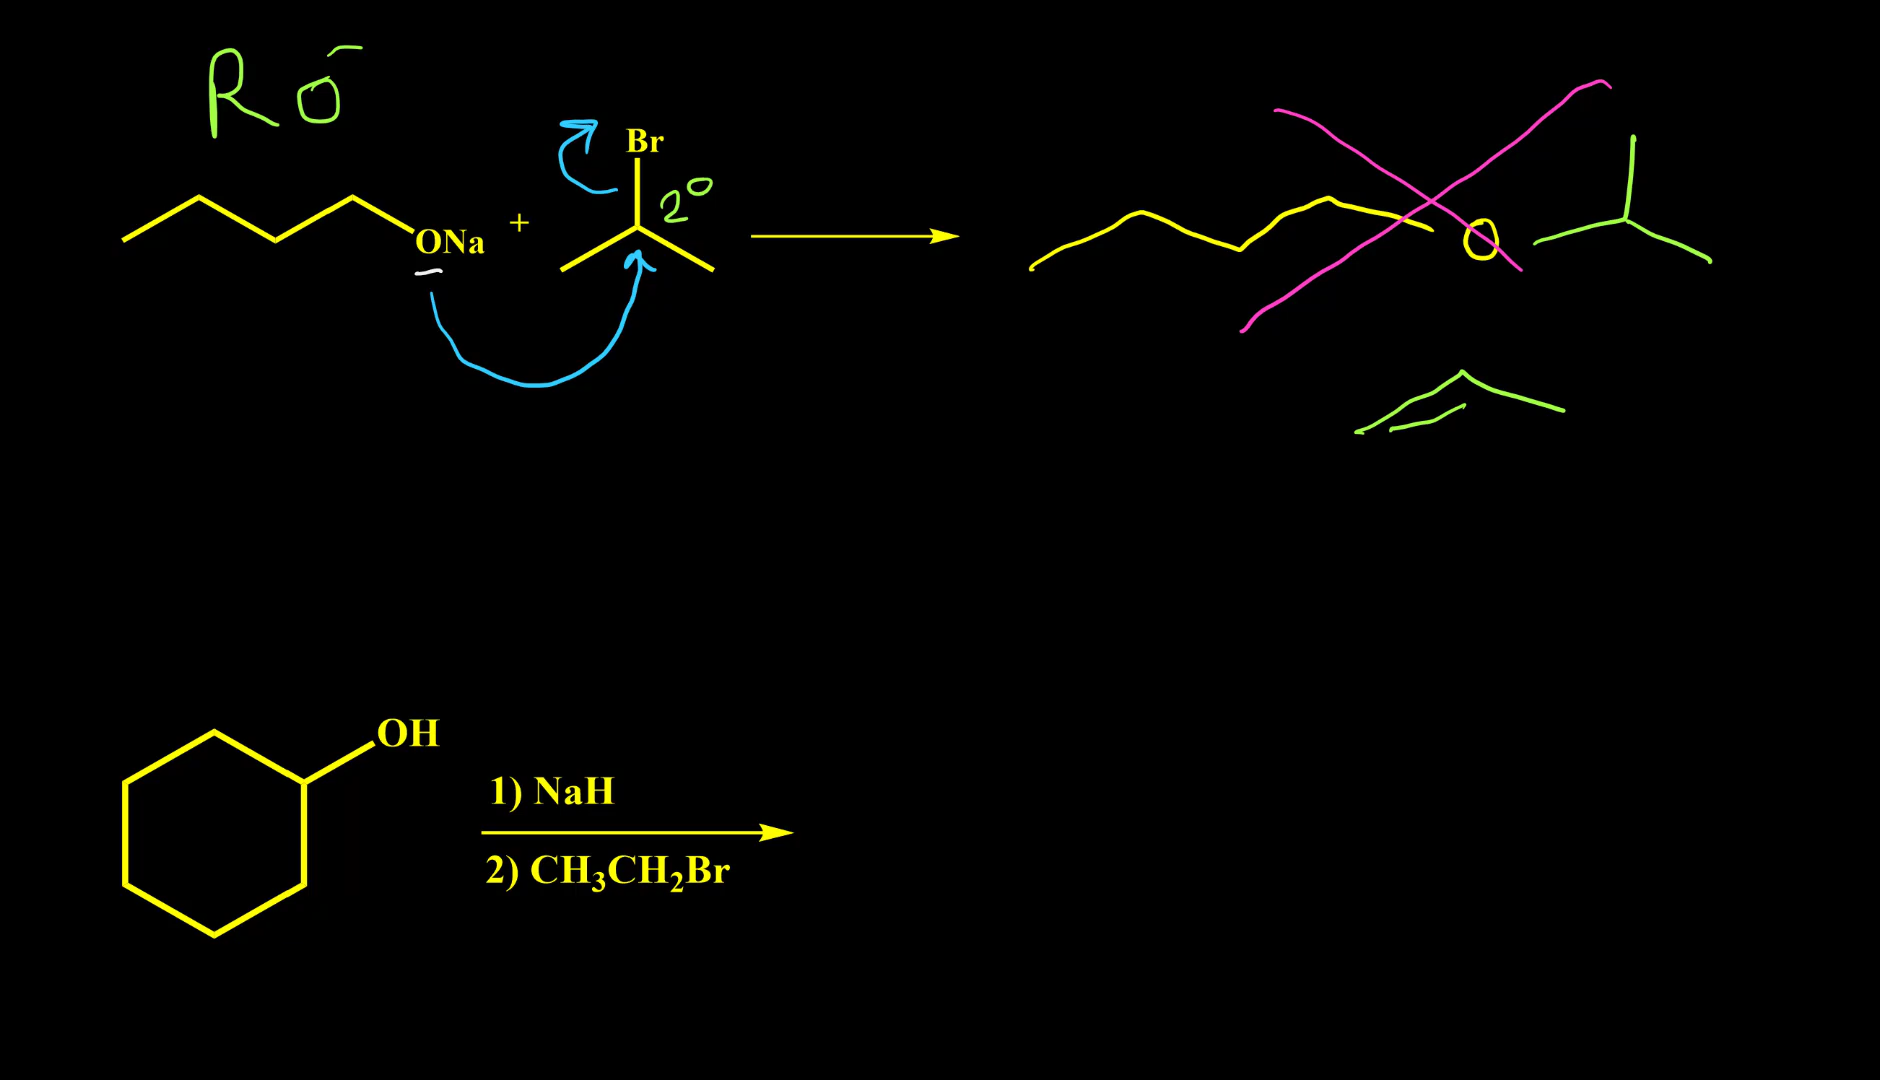 RO⁻
Br
2°
ONa
+
O
OH
1) NaH
2) CH₃CH₂Br